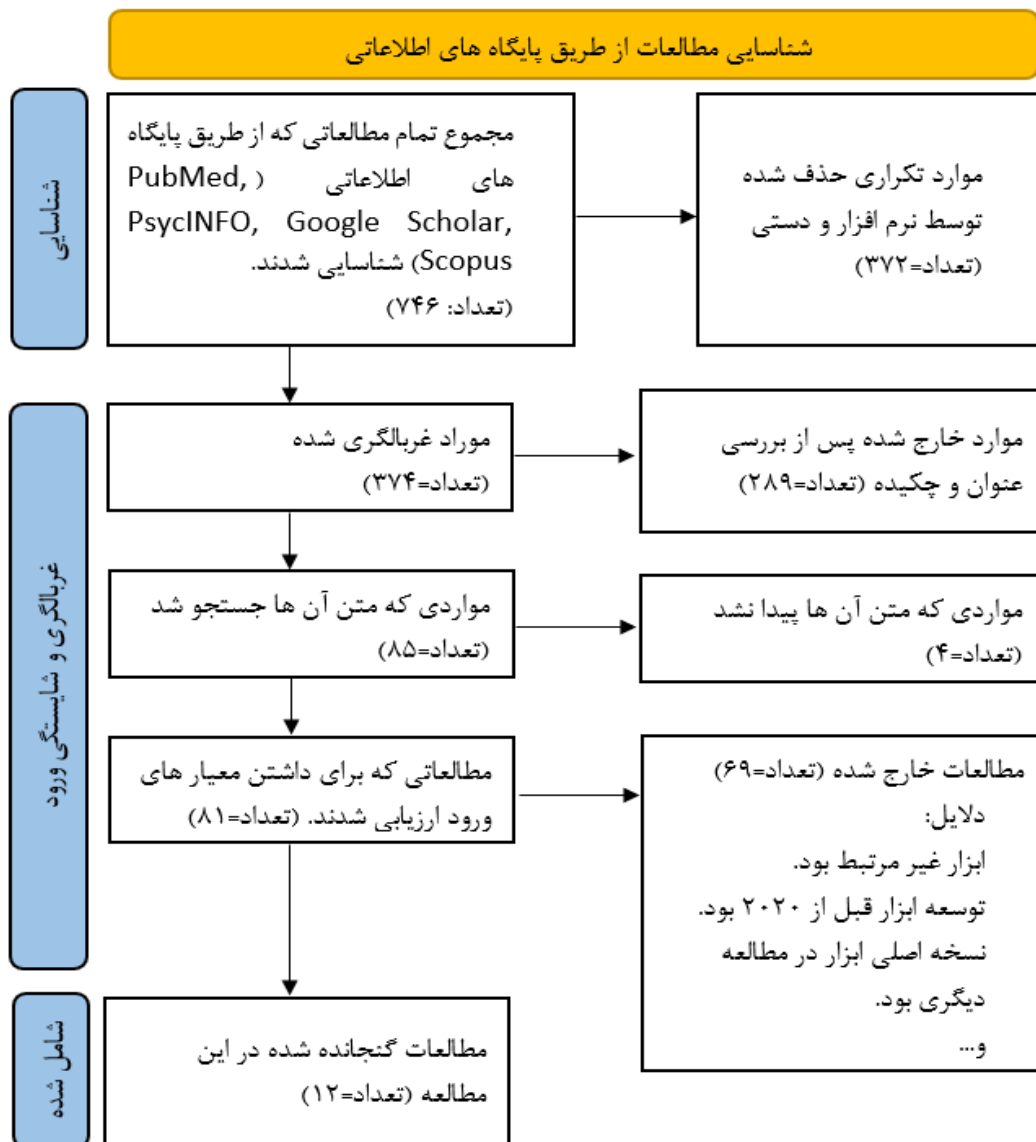 شناسایی مطالعات از طریق پایگاه های اطلاعاتی
شناسایی
مجموع تمام مطالعاتی که از طریق پایگاه
های اطلاعاتی (PubMed,
PsycINFO, Google Scholar,
Scopus) شناسایی شدند.
(تعداد: ۷۴۶)
موارد تکراری حذف شده
توسط نرم افزار و دستی
(تعداد=۳۷۲)
غربالگری و شایستگی ورود
موراد غربالگری شده
(تعداد=۳۷۴)
موارد خارج شده پس از بررسی
عنوان و چکیده (تعداد=۲۸۹)
مواردی که متن آن ها جستجو شد
(تعداد=۸۵)
مواردی که متن آن ها پیدا نشد
(تعداد=۴)
مطالعاتی که برای داشتن معیار های
ورود ارزیابی شدند. (تعداد=۸۱)
مطالعات خارج شده (تعداد=۶۹)
دلایل:
ابزار غیر مرتبط بود.
توسعه ابزار قبل از ۲۰۲۰ بود.
نسخه اصلی ابزار در مطالعه
دیگری بود.
و...
شامل شده
مطالعات گنجانده شده در این
مطالعه (تعداد=۱۲)